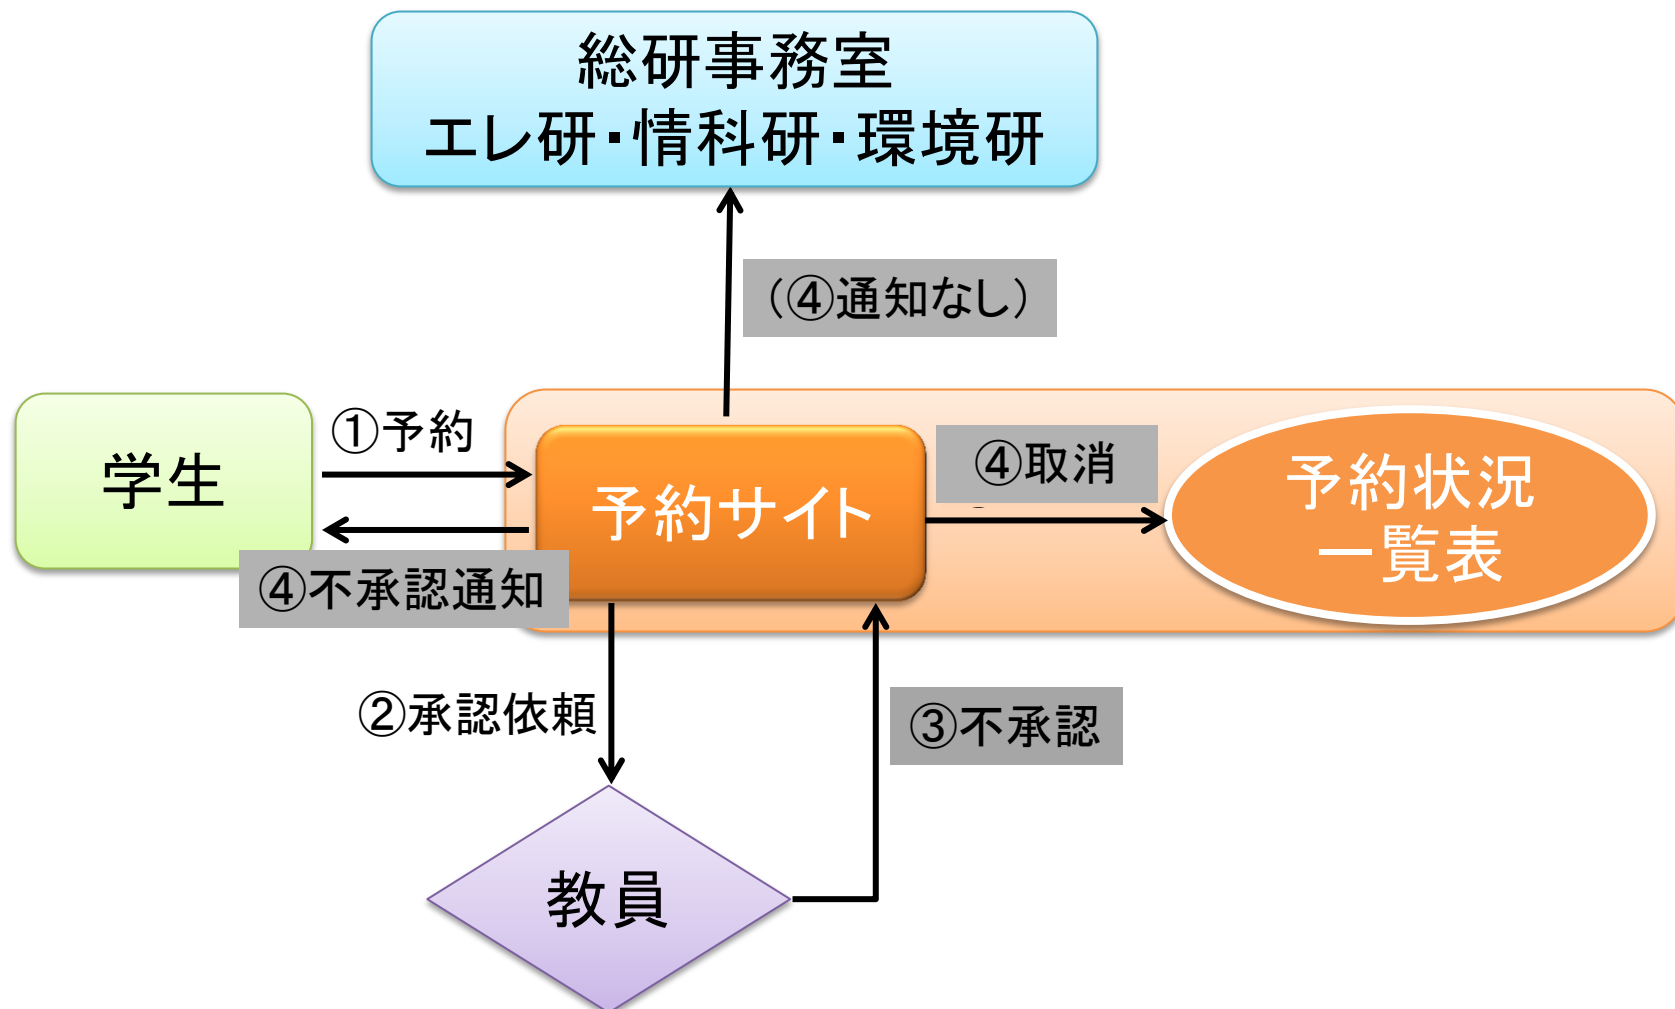 総研事務室
エレ研・情科研・環境研
（④通知なし）
学生
①予約
予約サイト
④取消
予約状況
一覧表
④不承認通知
②承認依頼
③不承認
教員